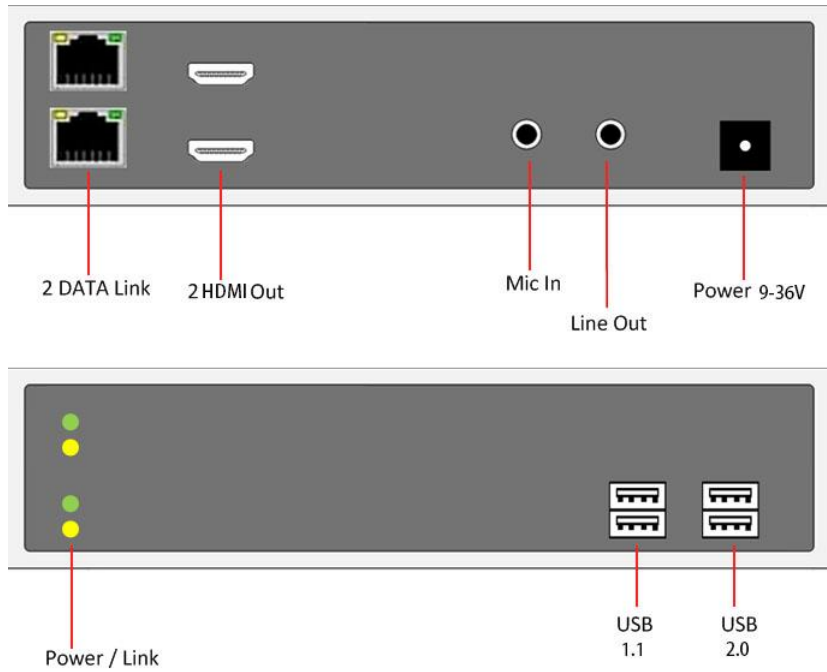 2 DATA Link
2 HDMI Out
Mic In
Line Out
Power 9-36V
Power / Link
USB
1.1
USB
2.0